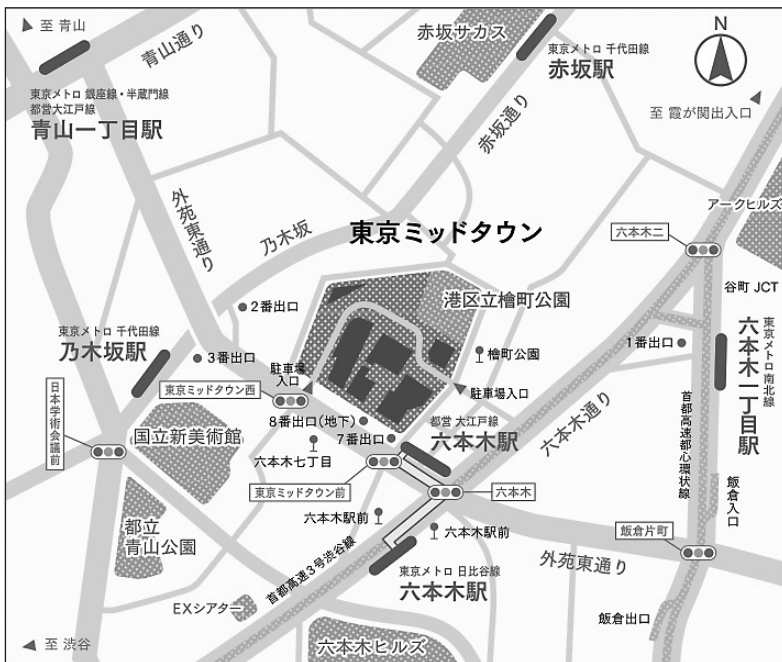 至 青山
青山通り
赤坂サカス
東京メトロ 千代田線
赤坂駅
N
東京メトロ 銀座線・半蔵門線
都営大江戸線
青山一丁目駅
赤坂通り
至 霞が関出入口
外苑東通り
乃木坂
東京ミッドタウン
六本木二
アークヒルズ
谷町 JCT
2番出口
港区立檜町公園
東京メトロ 千代田線
乃木坂駅
3番出口
駐車場
入口
檜町公園
1番出口
東京メトロ 南北線
六本木一丁目駅
東京ミッドタウン西
駐車場入口
日本学術会議前
国立新美術館
8番出口(地下)
7番出口
都営 大江戸線
六本木駅
六本木通り
首都高速都心環状線
六本木七丁目
東京ミッドタウン前
六本木
飯倉入口
都立
青山公園
六本木駅前
六本木駅前
飯倉片町
首都高速3号渋谷線
東京メトロ 日比谷線
六本木駅
外苑東通り
EXシアター
飯倉出口
至 渋谷
六本木ヒルズ